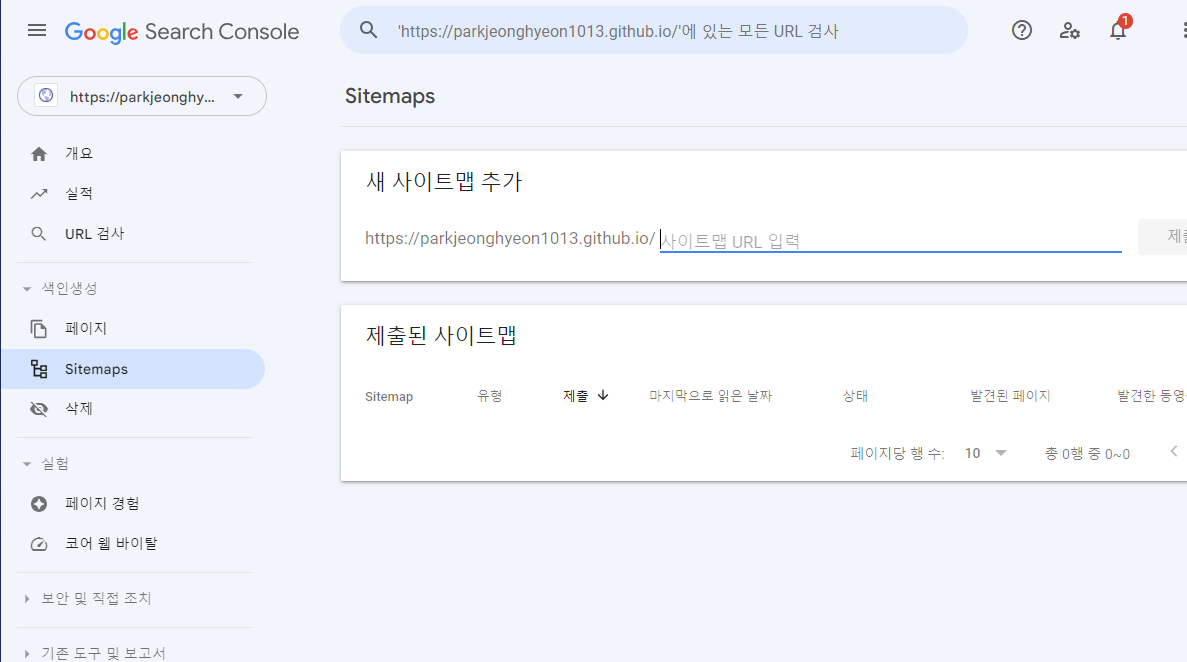 Google Search Console
'https://parkjeonghyeon1013.github.io/'에 있는 모든 URL 검사
1
https://parkjeonghy...
Sitemaps
개요
실적
URL 검사
색인생성
페이지
Sitemaps
삭제
실험
페이지 경험
코어 웹 바이탈
보안 및 직접 조치
기존 도구 및 보고서
새 사이트맵 추가
https://parkjeonghyeon1013.github.io/ 사이트맵 URL 입력
제출된 사이트맵
Sitemap 유형 제출 마지막으로 읽은 날짜 상태 발견된 페이지 발견한
페이지당 행 수: 10 총 0행 중 0~0